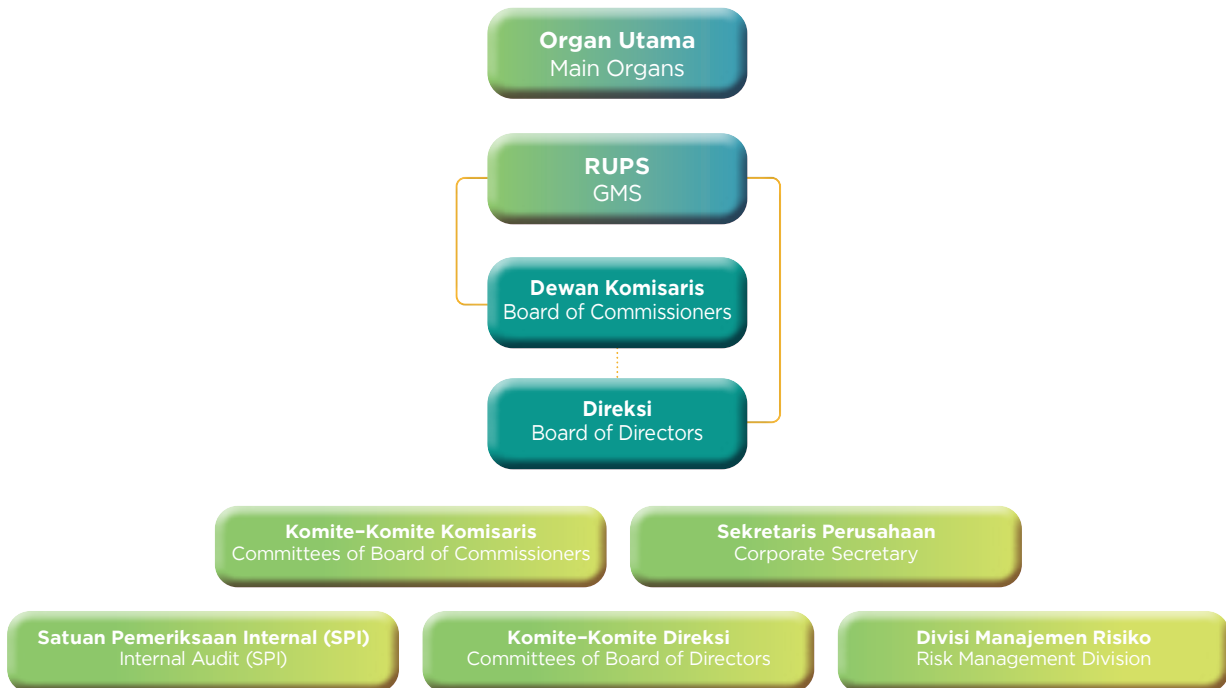 Organ Utama
Main Organs
RUPS
GMS
Dewan Komisaris
Board of Commissioners
Direksi
Board of Directors
Komite-Komite Komisaris
Committees of Board of Commissioners
Sekretaris Perusahaan
Corporate Secretary
Satuan Pemeriksaan Internal (SPI)
Internal Audit (SPI)
Komite-Komite Direksi
Committees of Board of Directors
Divisi Manajemen Risiko
Risk Management Division